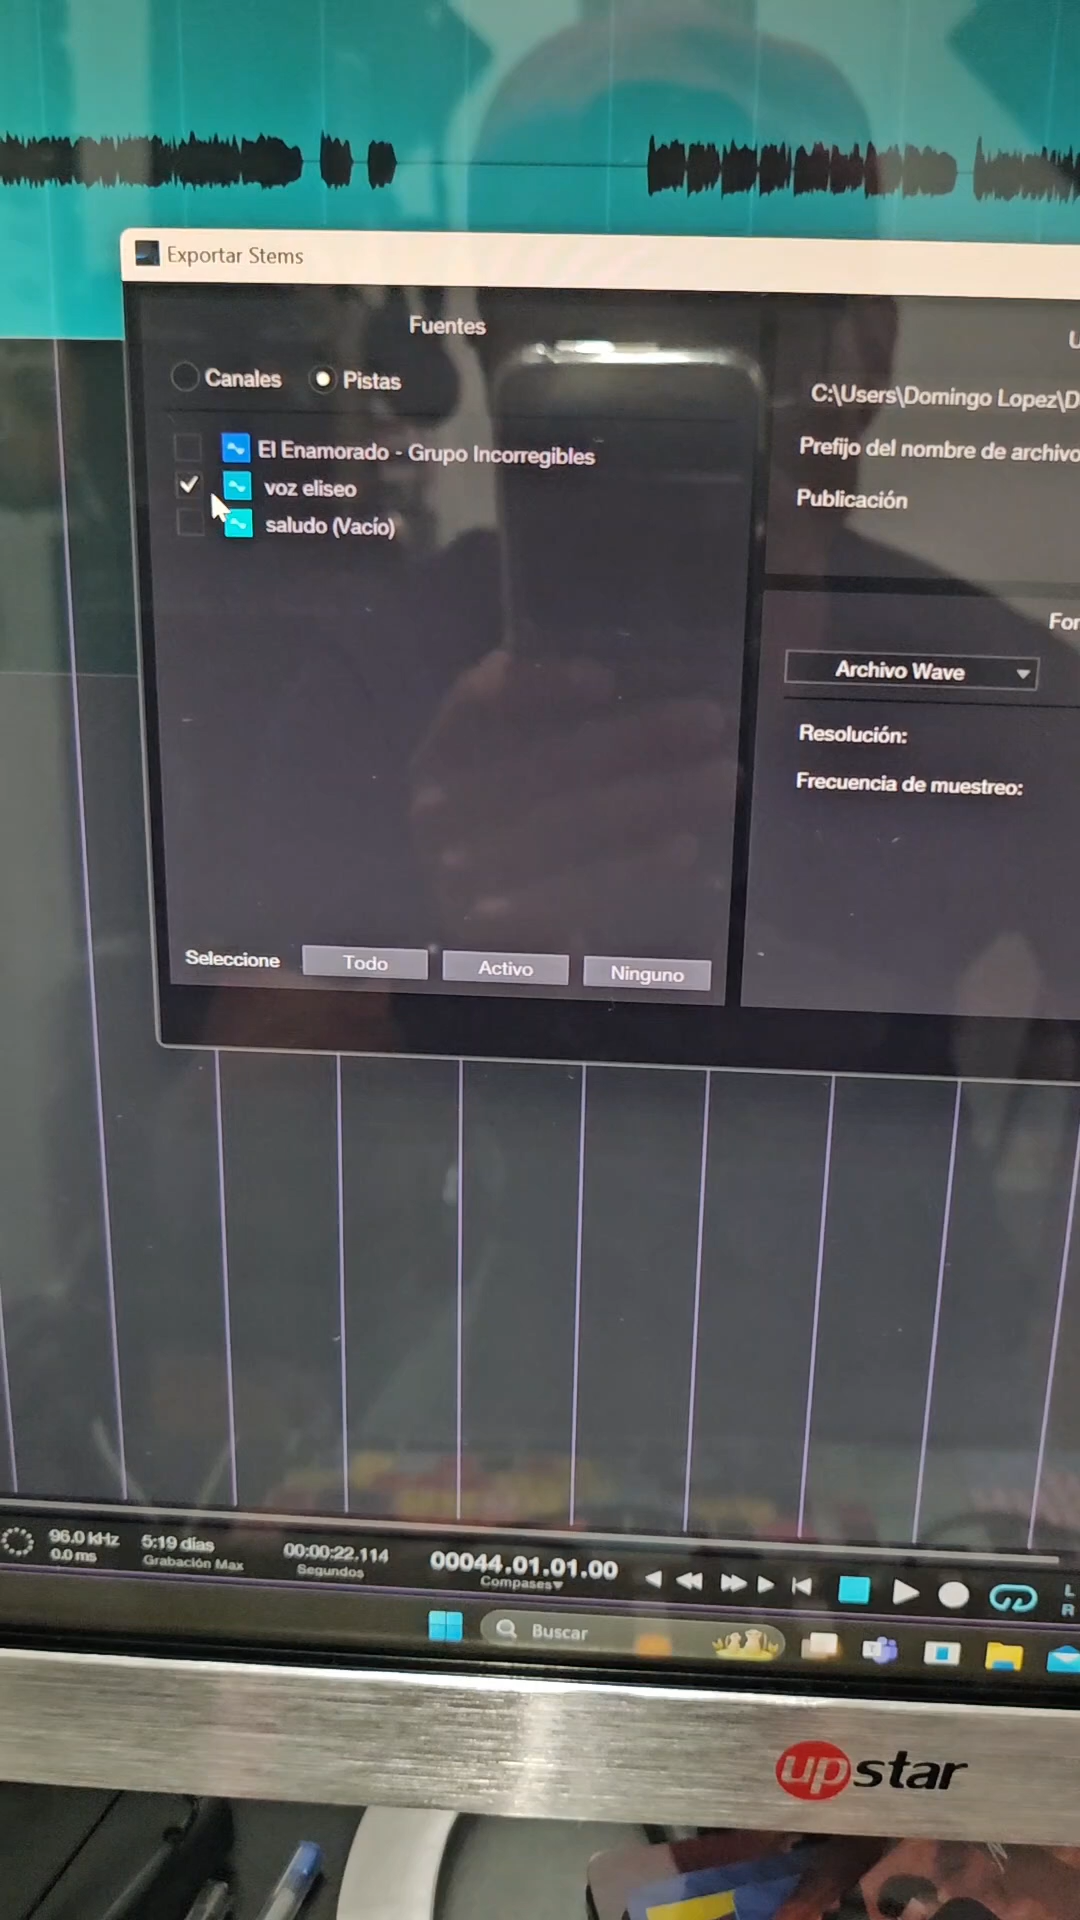 Exportar Stems
Fuentes
Canales
Pistas
El Enamorado - Grupo Incorregibles
voz eliseo
saludo (Vacío)
Seleccione
Todo
Activo
Ninguno
C:\Users\Domingo Lopez\D
Prefijo del nombre de archivo
Publicación
For
Archivo Wave
Resolución:
Frecuencia de muestreo:
96.0 kHz
0.0 ms
5:19 días
Grabación Max
00:00:22.114
Segundos
00044.01.01.00
Compases
L
R
Buscar
upstar